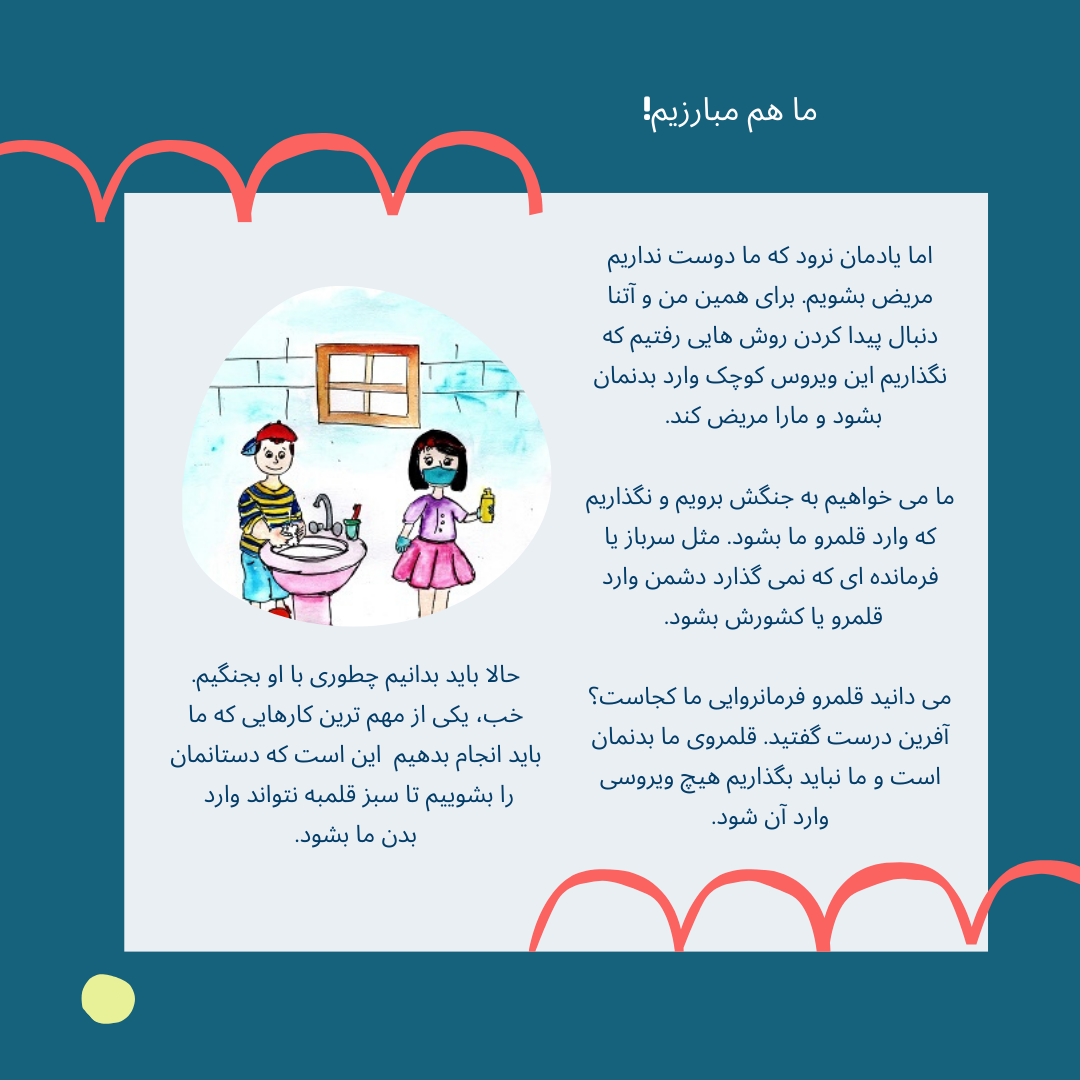 ما هم مبارزیم!
اما یادمان نرود که ما دوست نداریم
مریض بشویم. برای همین من و آتنا
دنبال پیدا کردن روش هایی رفتیم که
نگذاریم این ویروس کوچک وارد بدنمان
بشود و مارا مریض کند.
ما می خواهیم به جنگش برویم و نگذاریم
که وارد قلمرو ما بشود. مثل سرباز یا
فرمانده ای که نمی گذارد دشمن وارد
قلمرو یا کشورش بشود.
می دانید قلمرو فرمانروایی ما کجاست؟
آفرین درست گفتید. قلمروی ما بدنمان
است و ما نباید بگذاریم هیچ ویروسی
وارد آن شود.
حالا باید بدانیم چطوری با او بجنگیم.
خب، یکی از مهم ترین کارهایی که ما
باید انجام بدهیم  این است که دستانمان
را بشوییم تا سبز قلمبه نتواند وارد
بدن ما بشود.